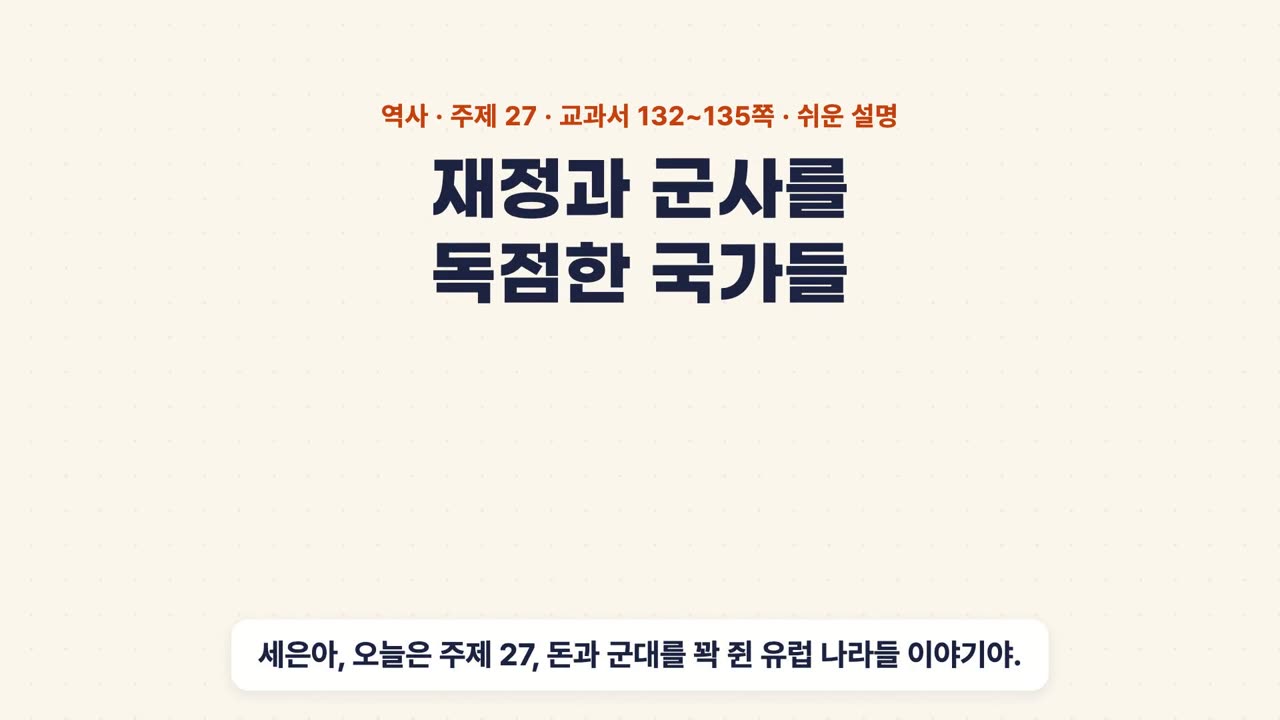 역사 · 주제 27 · 교과서 132~135쪽 · 쉬운 설명
재정과 군사를
독점한 국가들
세은아, 오늘은 주제 27, 돈과 군대를 꽉 쥔 유럽 나라들 이야기야.